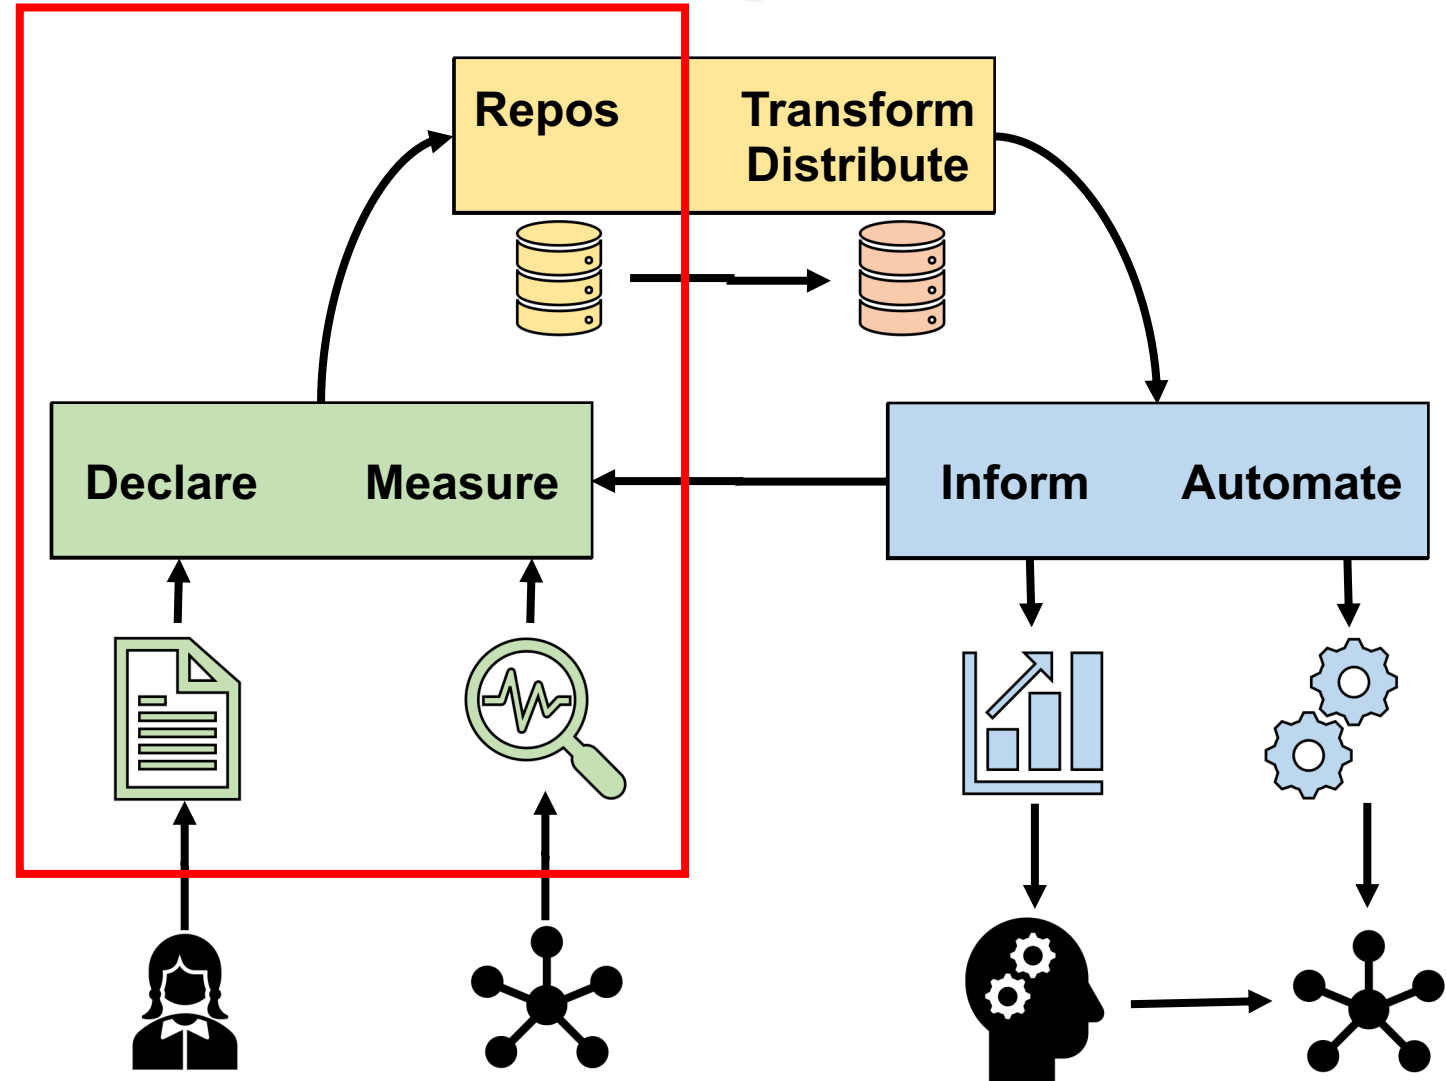 Repos
Transform
Distribute
Declare
Measure
Inform
Automate